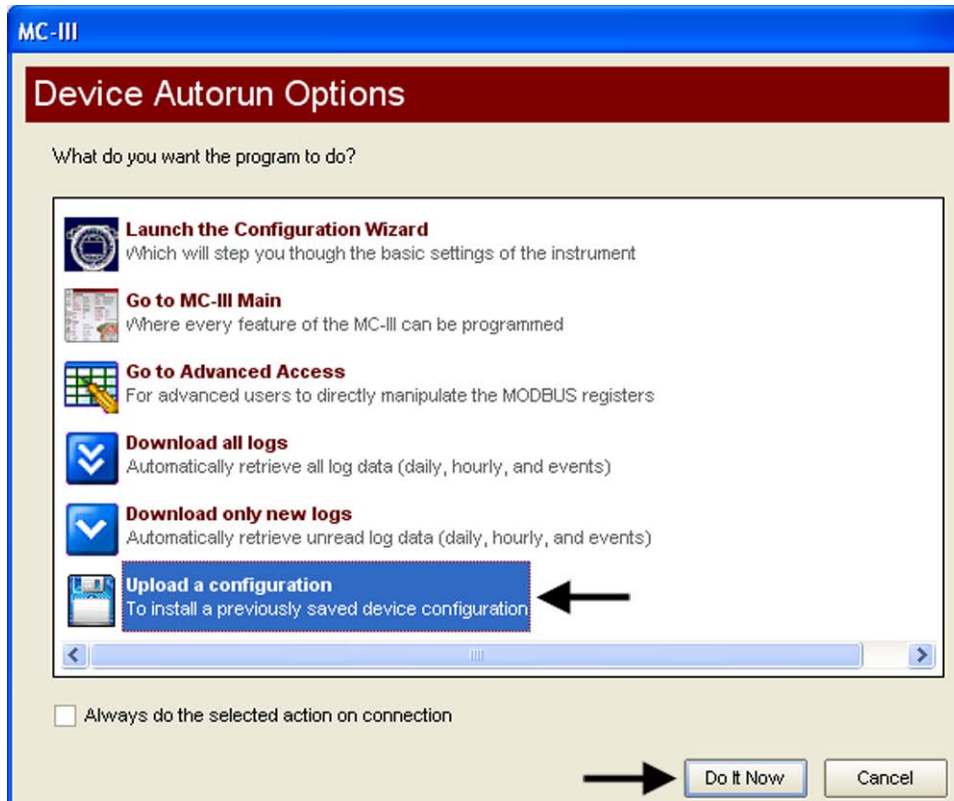 MC-III
Device Autorun Options
What do you want the program to do?
Launch the Configuration Wizard
Which will step you though the basic settings of the instrument
Go to MC-III Main
Where every feature of the MC-III can be programmed
Go to Advanced Access
For advanced users to directly manipulate the MODBUS registers
Download all logs
Automatically retrieve all log data (daily, hourly, and events)
Download only new logs
Automatically retrieve unread log data (daily, hourly, and events)
Upload a configuration
To install a previously saved device configuration
Always do the selected action on connection
Do It Now
Cancel